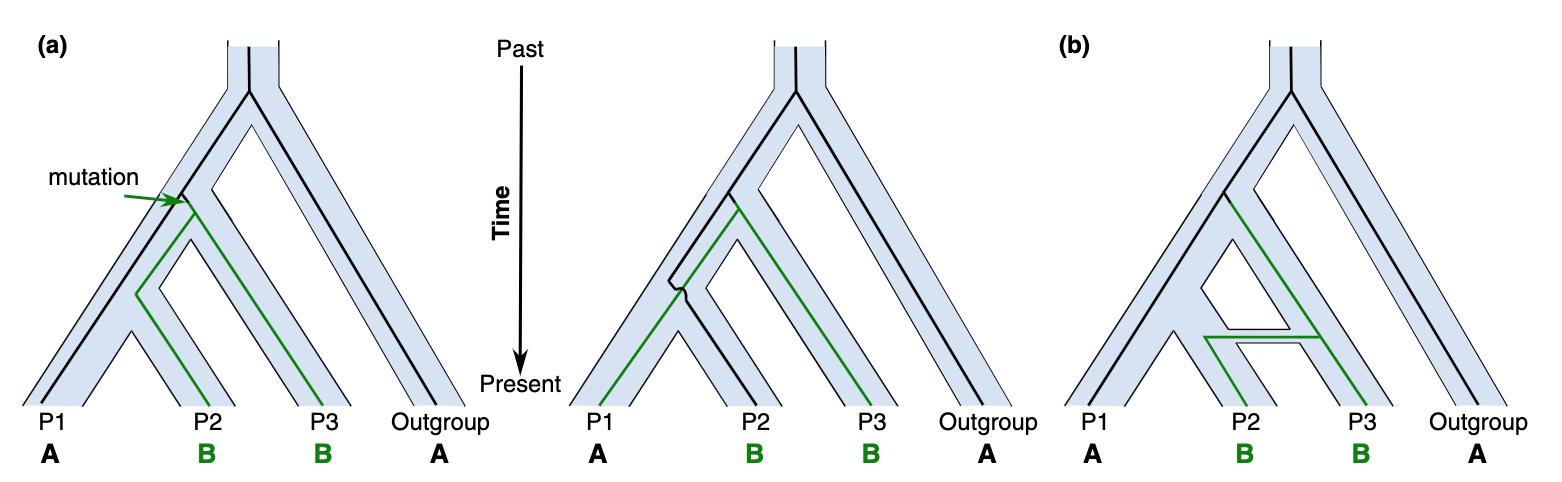 (a)
mutation
P1 P2 P3 Outgroup
A B B A
Past
Time
Present
P1 P2 P3 Outgroup
A B B A
(b)
P1 P2 P3 Outgroup
A B B A